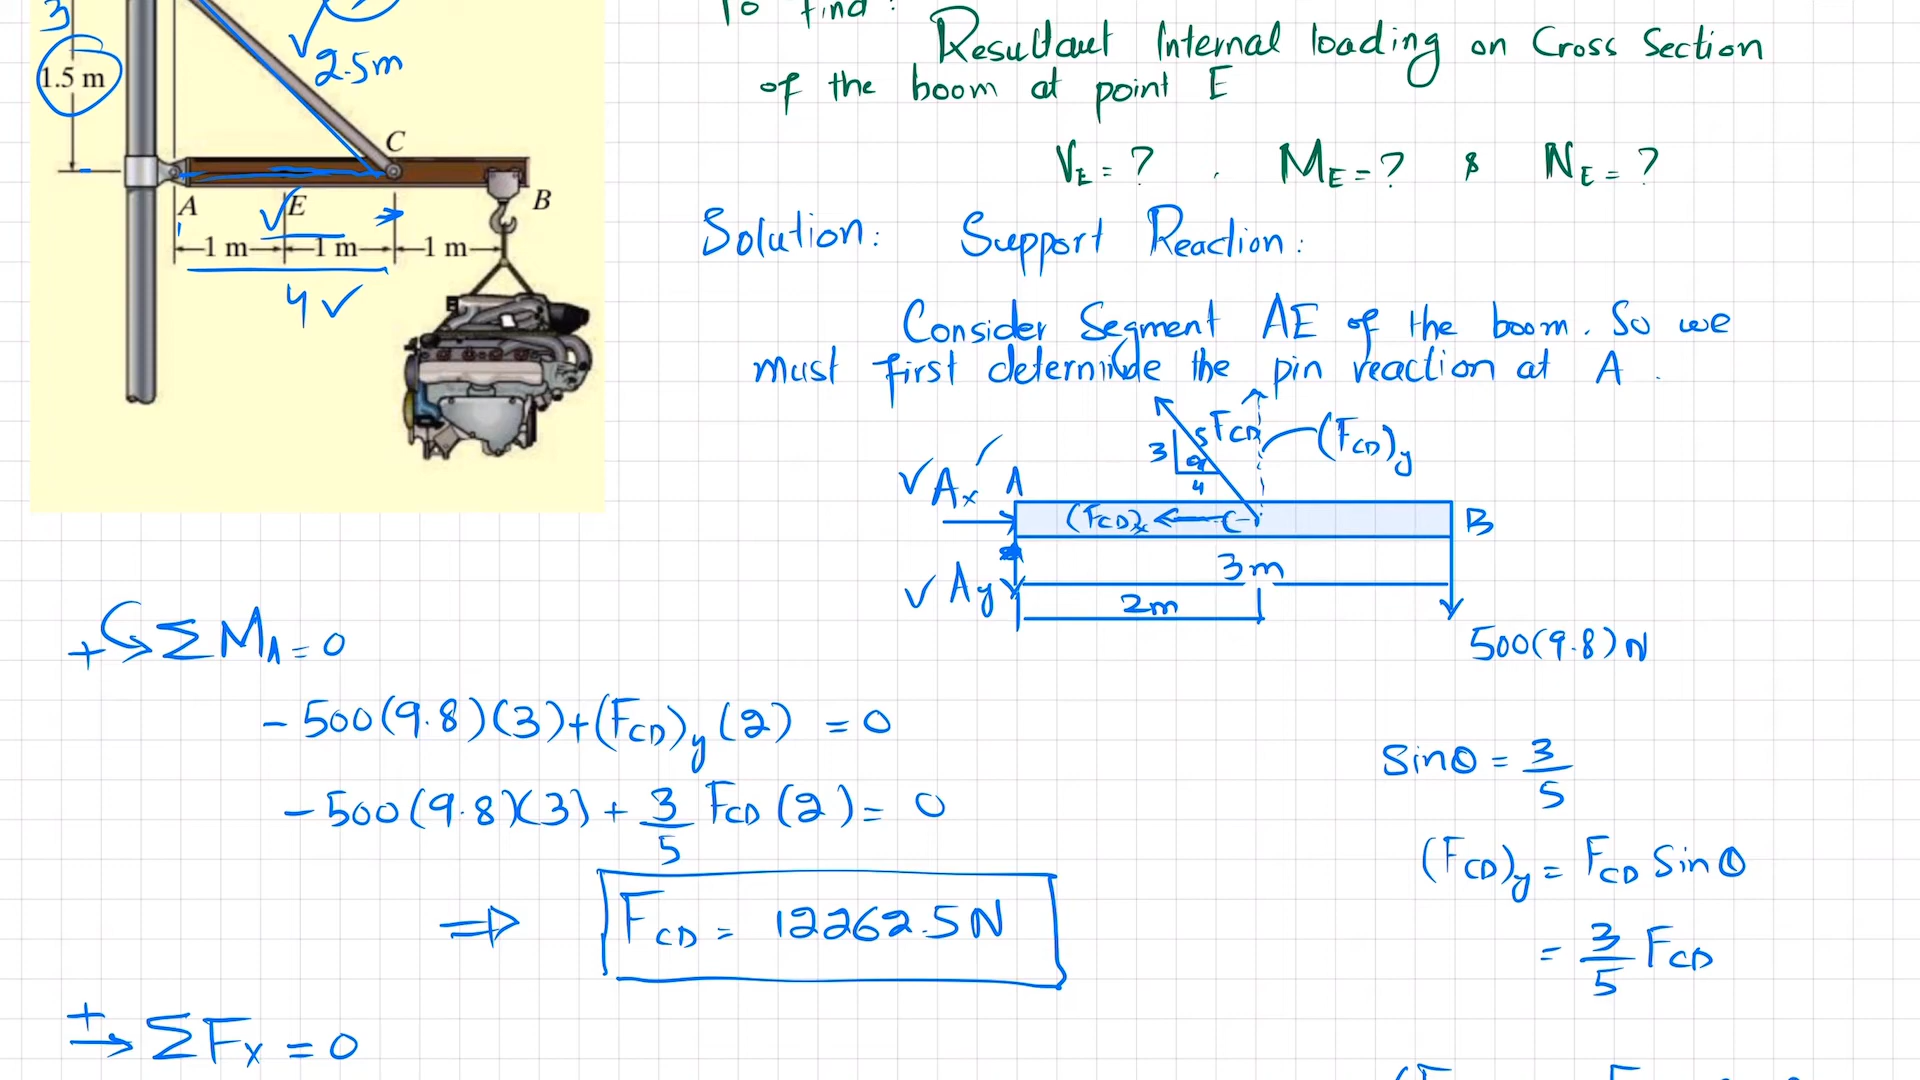 To find:
Resultant Internal loading on Cross Section
of the boom at point E
V_E = ? , M_E = ? & N_E = ?
Solution: Support Reaction:
Consider Segment AE of the boom. So we
must first determine the pin reaction at A.
3
1.5 m
2.5m
C
A
E
B
1 m
1 m
1 m
4
A_x
A
3
5
θ
4
F_CD
(F_CD)_y
(F_CD)_x
C
B
A_y
3m
2m
500(9.8) N
+ ΣM_A = 0
- 500(9.8)(3) + (F_CD)_y (2) = 0
- 500(9.8)(3) + 3/5 F_CD (2) = 0
⇒ F_CD = 12262.5 N
+→ ΣF_x = 0
Sinθ = 3/5
(F_CD)_y = F_CD Sinθ
= 3/5 F_CD